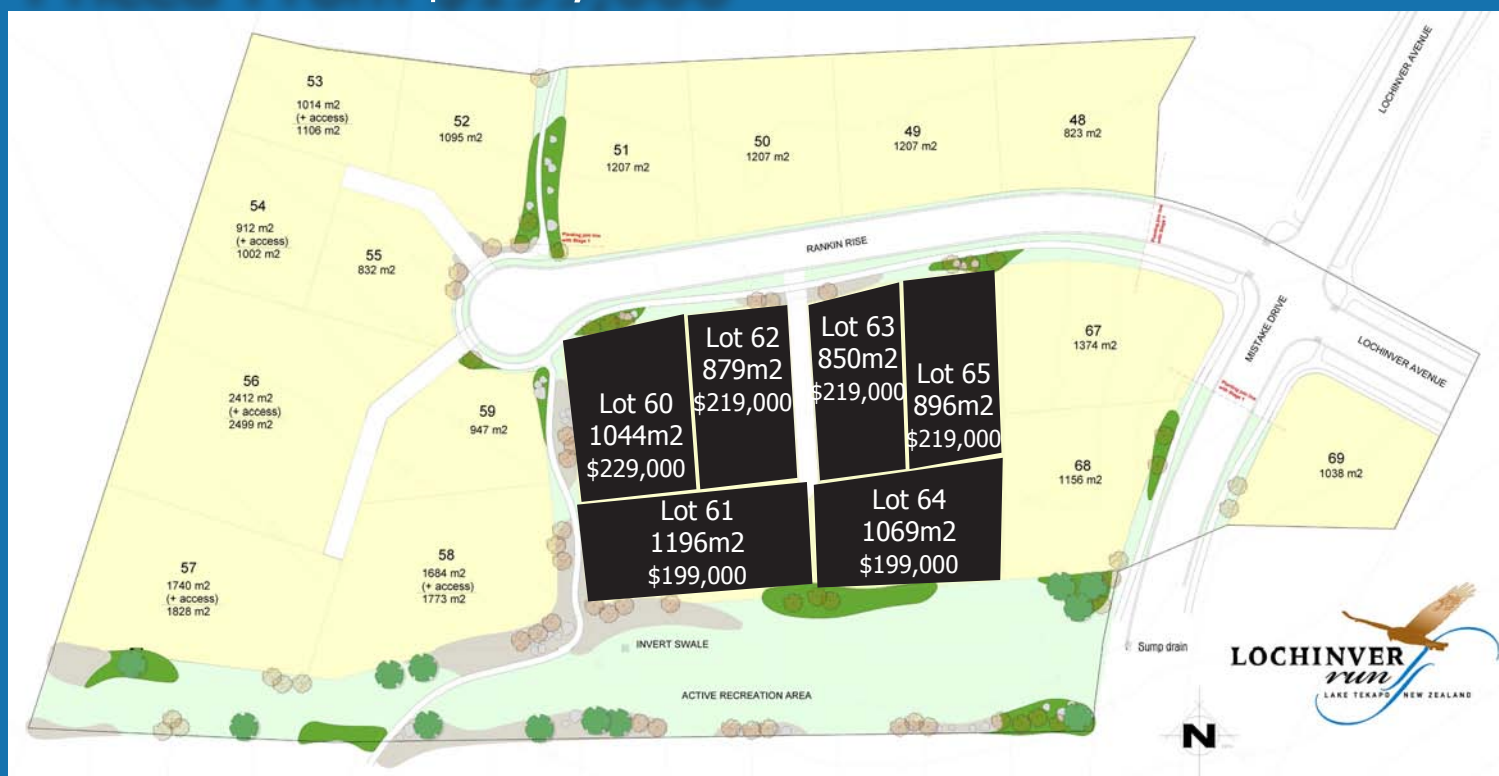 53
1014 m2
(+ access)
1106 m2
52
1095 m2
51
1207 m2
50
1207 m2
49
1207 m2
48
823 m2
LOCHINVER AVENUE
54
912 m2
(+ access)
1002 m2
55
832 m2
RANKIN RISE
MISTAKE DRIVE
LOCHINVER AVENUE
56
2412 m2
(+ access)
2499 m2
59
947 m2
Lot 60
1044m2
$229,000
Lot 62
879m2
$219,000
Lot 63
850m2
$219,000
Lot 65
896m2
$219,000
67
1374 m2
68
1156 m2
69
1038 m2
Lot 61
1196m2
$199,000
Lot 64
1069m2
$199,000
57
1740 m2
(+ access)
1828 m2
58
1684 m2
(+ access)
1773 m2
INVERT SWALE
Sump drain
ACTIVE RECREATION AREA
LOCHINVER
run
LAKE TEKAPO NEW ZEALAND
N